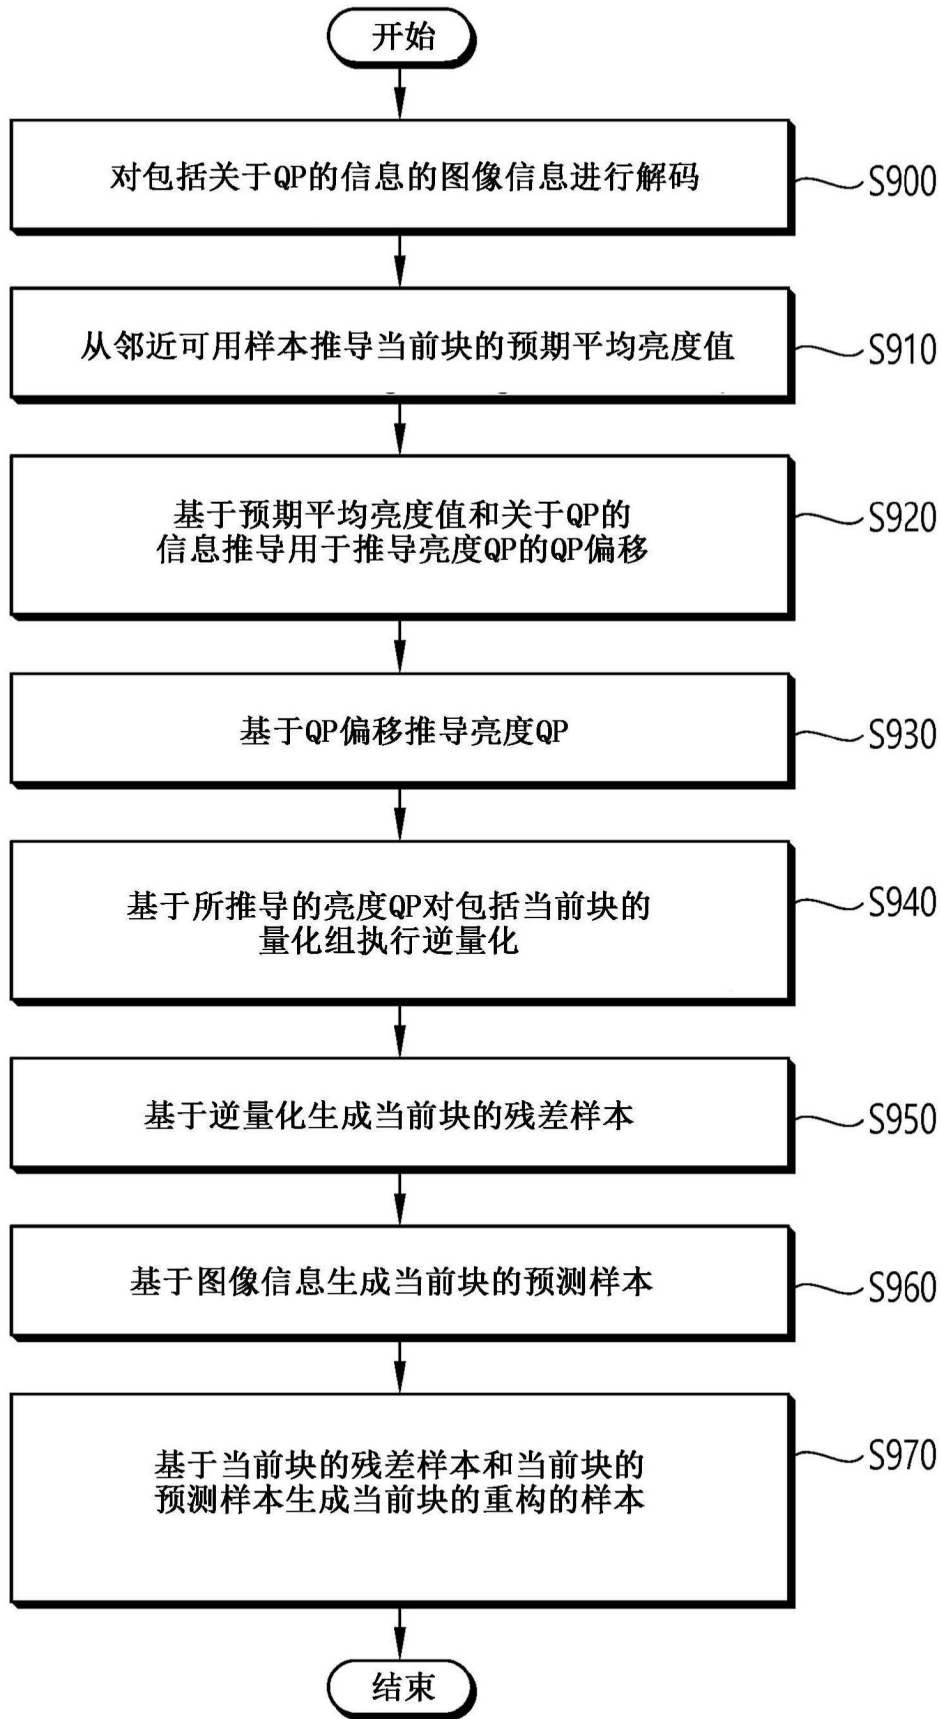 开始
对包括关于QP的信息的图像信息进行解码
S900
从邻近可用样本推导当前块的预期平均亮度值
S910
基于预期平均亮度值和关于QP的
信息推导用于推导亮度QP的QP偏移
S920
基于QP偏移推导亮度QP
S930
基于所推导的亮度QP对包括当前块的
量化组执行逆量化
S940
基于逆量化生成当前块的残差样本
S950
基于图像信息生成当前块的预测样本
S960
基于当前块的残差样本和当前块的
预测样本生成当前块的重构的样本
S970
结束